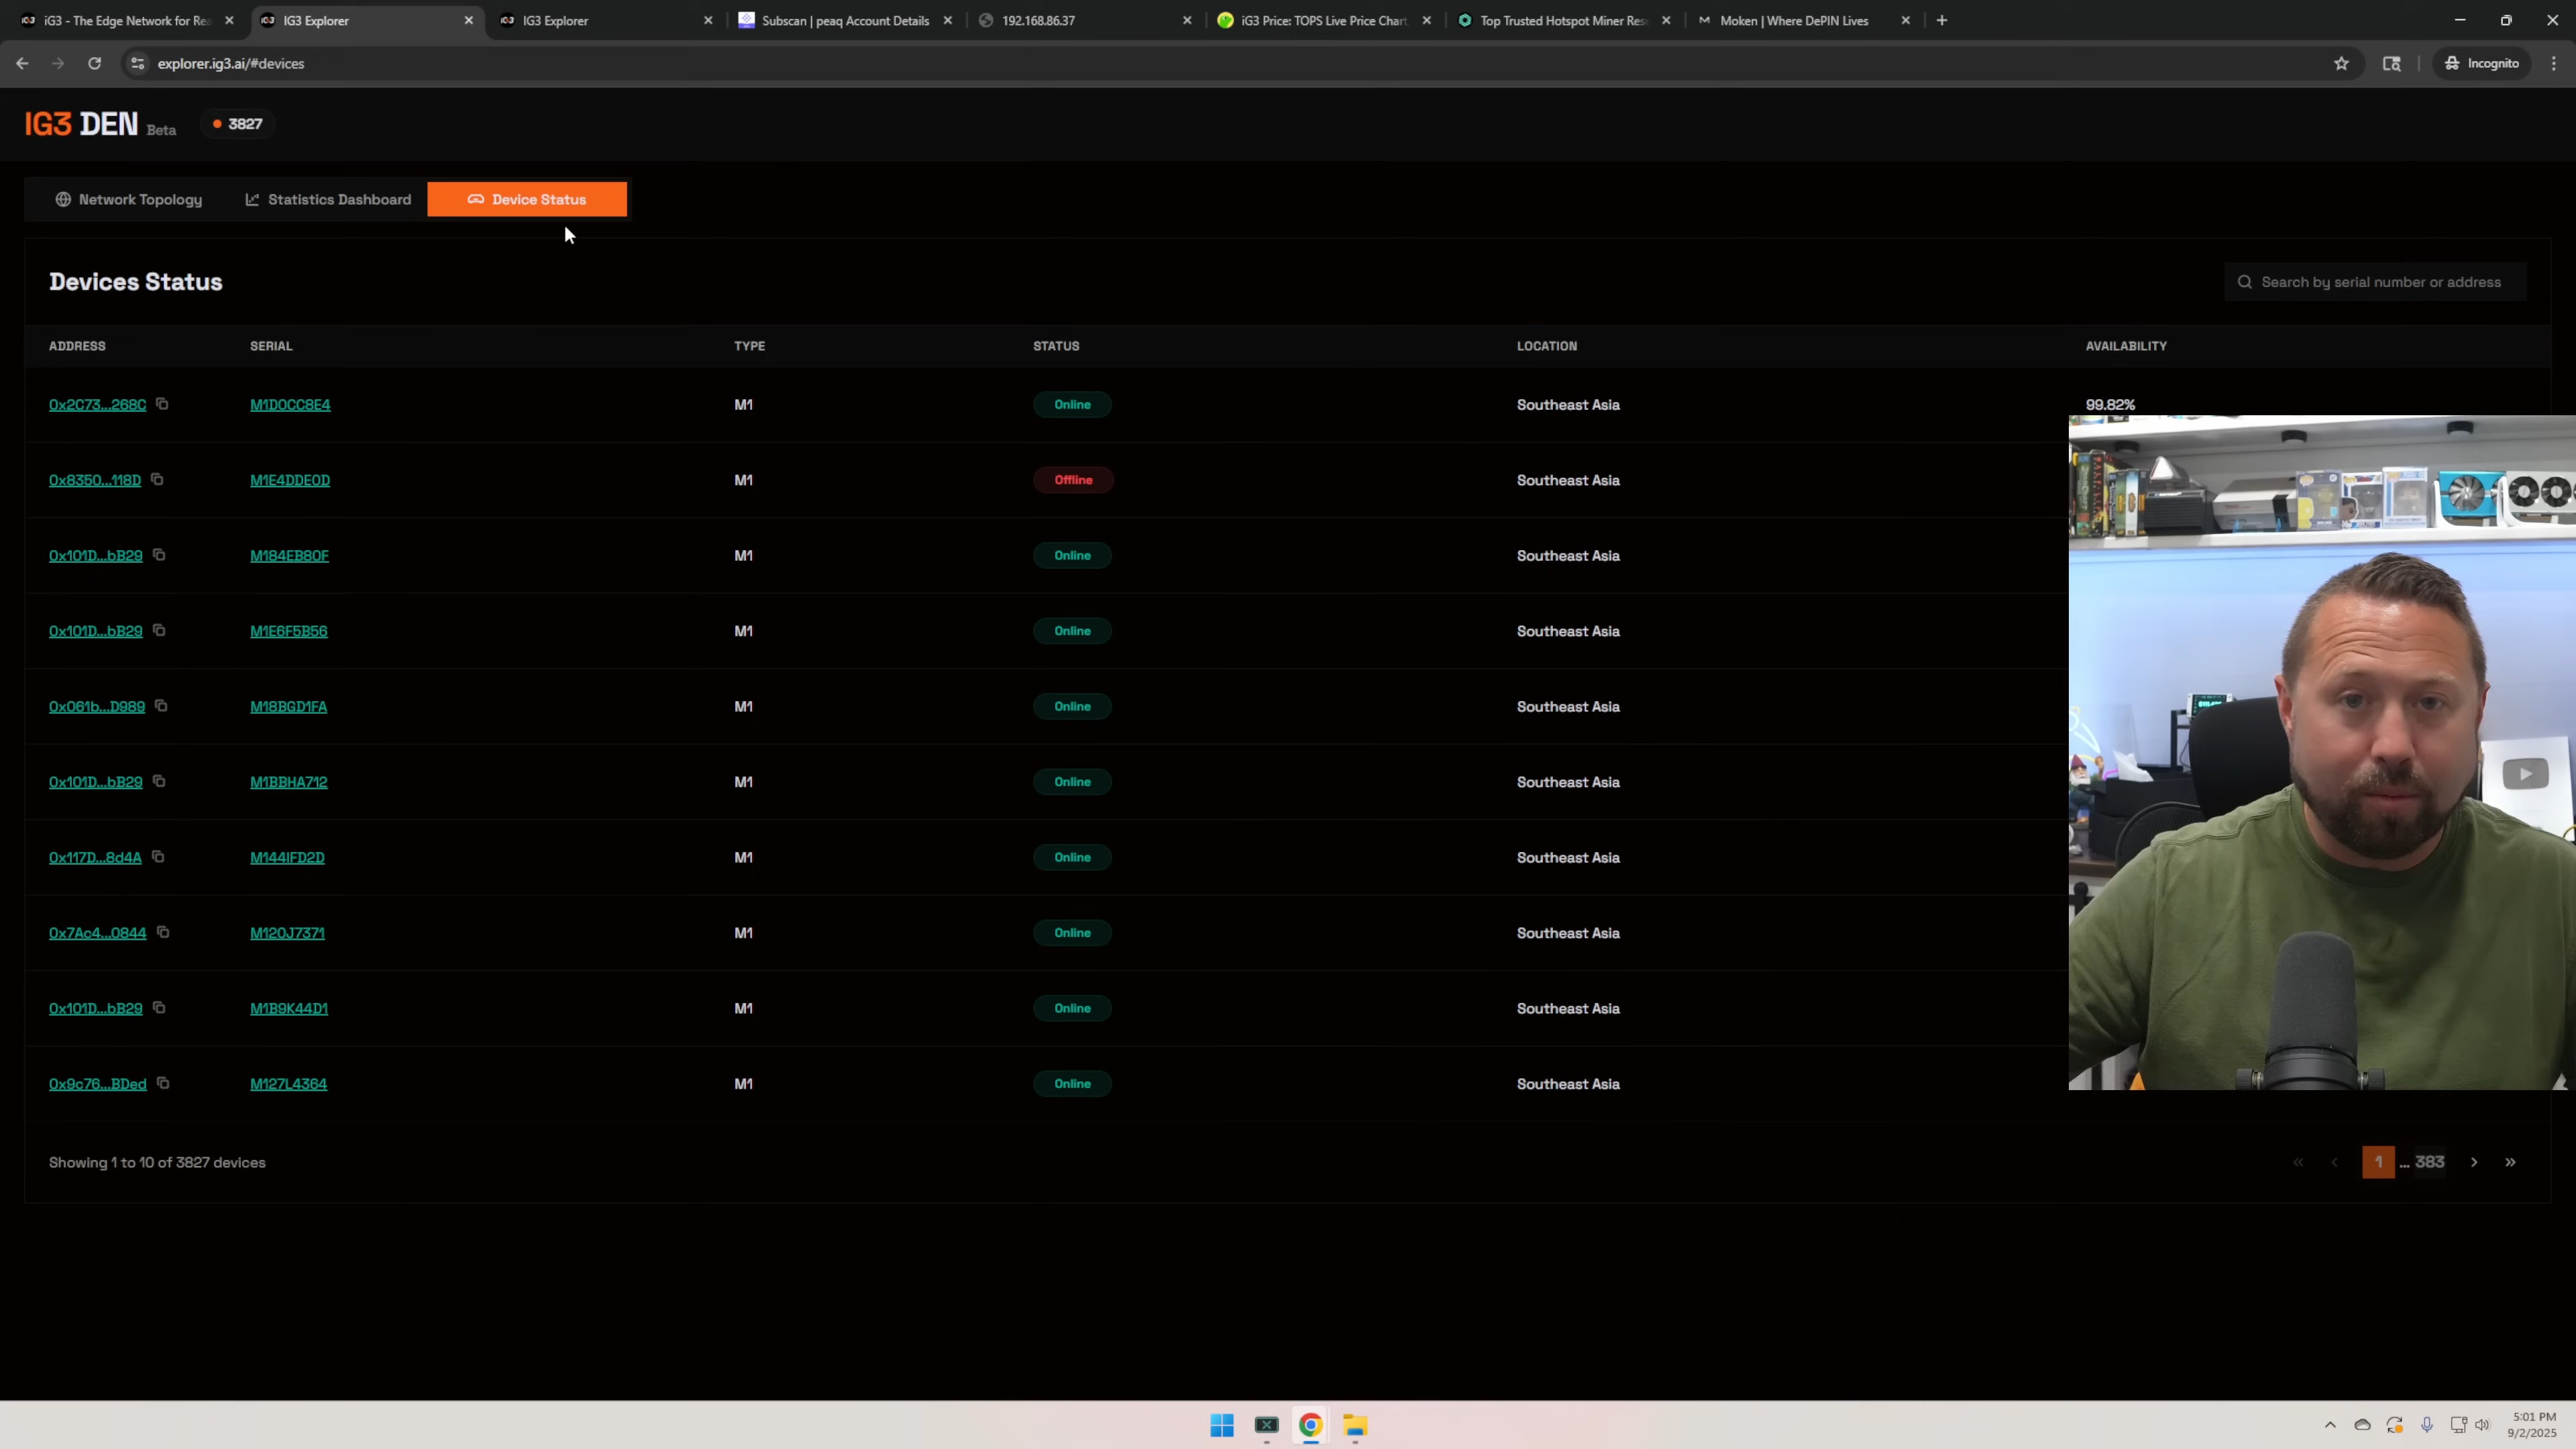 iG3 - The Edge Network for Rea
IG3 Explorer
IG3 Explorer
Subscan | peaq Account Details
192.168.86.37
iG3 Price: TOPS Live Price Chart,
Top Trusted Hotspot Miner Res
Moken | Where DePIN Lives
explorer.ig3.ai/#devices
Incognito
IG3 DEN Beta 3827
Network Topology
Statistics Dashboard
Device Status
Devices Status
Search by serial number or address
ADDRESS SERIAL TYPE STATUS LOCATION AVAILABILITY
0x2C73...268C M1D0CC8E4 M1 Online Southeast Asia 99.82%
0x8350...118D M1E4DDE0D M1 Offline Southeast Asia
0x101D...bB29 M184EB80F M1 Online Southeast Asia
0x101D...bB29 M1E6F5B56 M1 Online Southeast Asia
0x061b...D989 M18BGD1FA M1 Online Southeast Asia
0x101D...bB29 M1BBHA712 M1 Online Southeast Asia
0x117D...8d4A M144IFD2D M1 Online Southeast Asia
0x7Ac4...0844 M120J7371 M1 Online Southeast Asia
0x101D...bB29 M1B9K44D1 M1 Online Southeast Asia
0x9c76...BDed M127L4364 M1 Online Southeast Asia
Showing 1 to 10 of 3827 devices
« ‹ 1 ... 383 › »
5:01 PM
9/2/2025